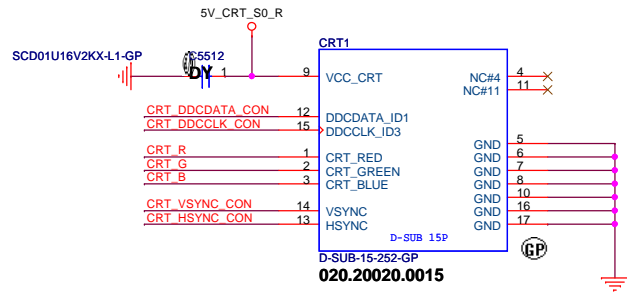 5V_CRT_S0_R
CRT1
SCD01U16V2KX-L1-GP
C5512
DY
1
9
VCC_CRT
NC#4
4
NC#11
11
CRT_DDCDATA_CON
12
DDCDATA_ID1
CRT_DDCCLK_CON
15
DDCCLK_ID3
CRT_R
1
CRT_RED
CRT_G
2
CRT_GREEN
CRT_B
3
CRT_BLUE
CRT_VSYNC_CON
14
VSYNC
CRT_HSYNC_CON
13
HSYNC
GND
5
GND
6
GND
7
GND
8
GND
10
GND
16
GND
17
D-SUB 15P
GP
D-SUB-15-252-GP
020.20020.0015